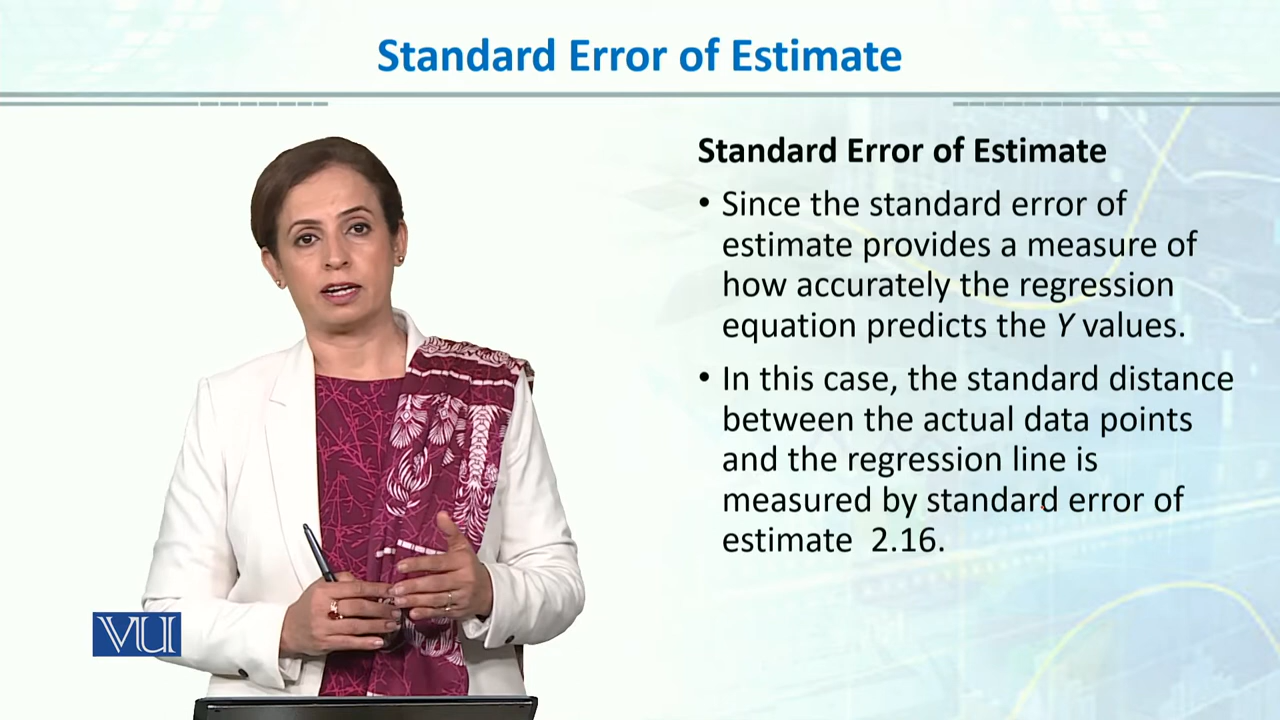 Standard Error of Estimate
Standard Error of Estimate
• Since the standard error of
estimate provides a measure of
how accurately the regression
equation predicts the Y values.
• In this case, the standard distance
between the actual data points
and the regression line is
measured by standard error of
estimate 2.16.
VU